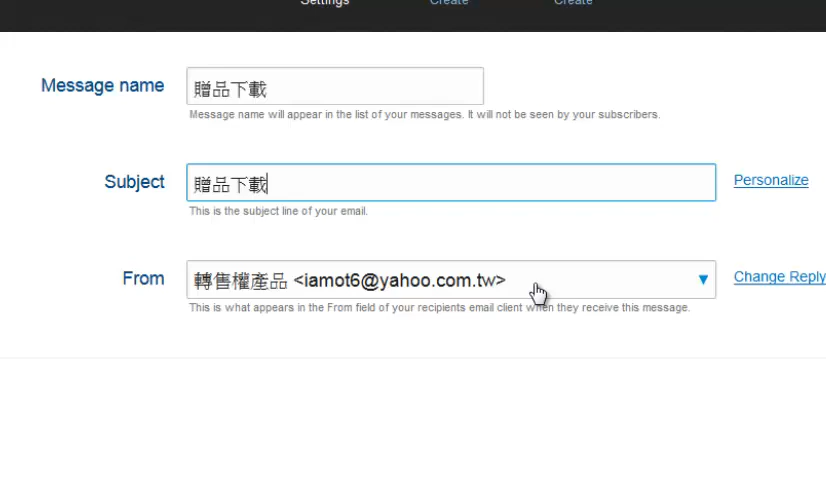 Settings Create Create
Message name 贈品下載
Message name will appear in the list of your messages. It will not be seen by your subscribers.
Subject 贈品下載 Personalize
This is the subject line of your email.
From 轉售權產品 <iamot6@yahoo.com.tw> Change Reply
This is what appears in the From field of your recipients email client when they receive this message.